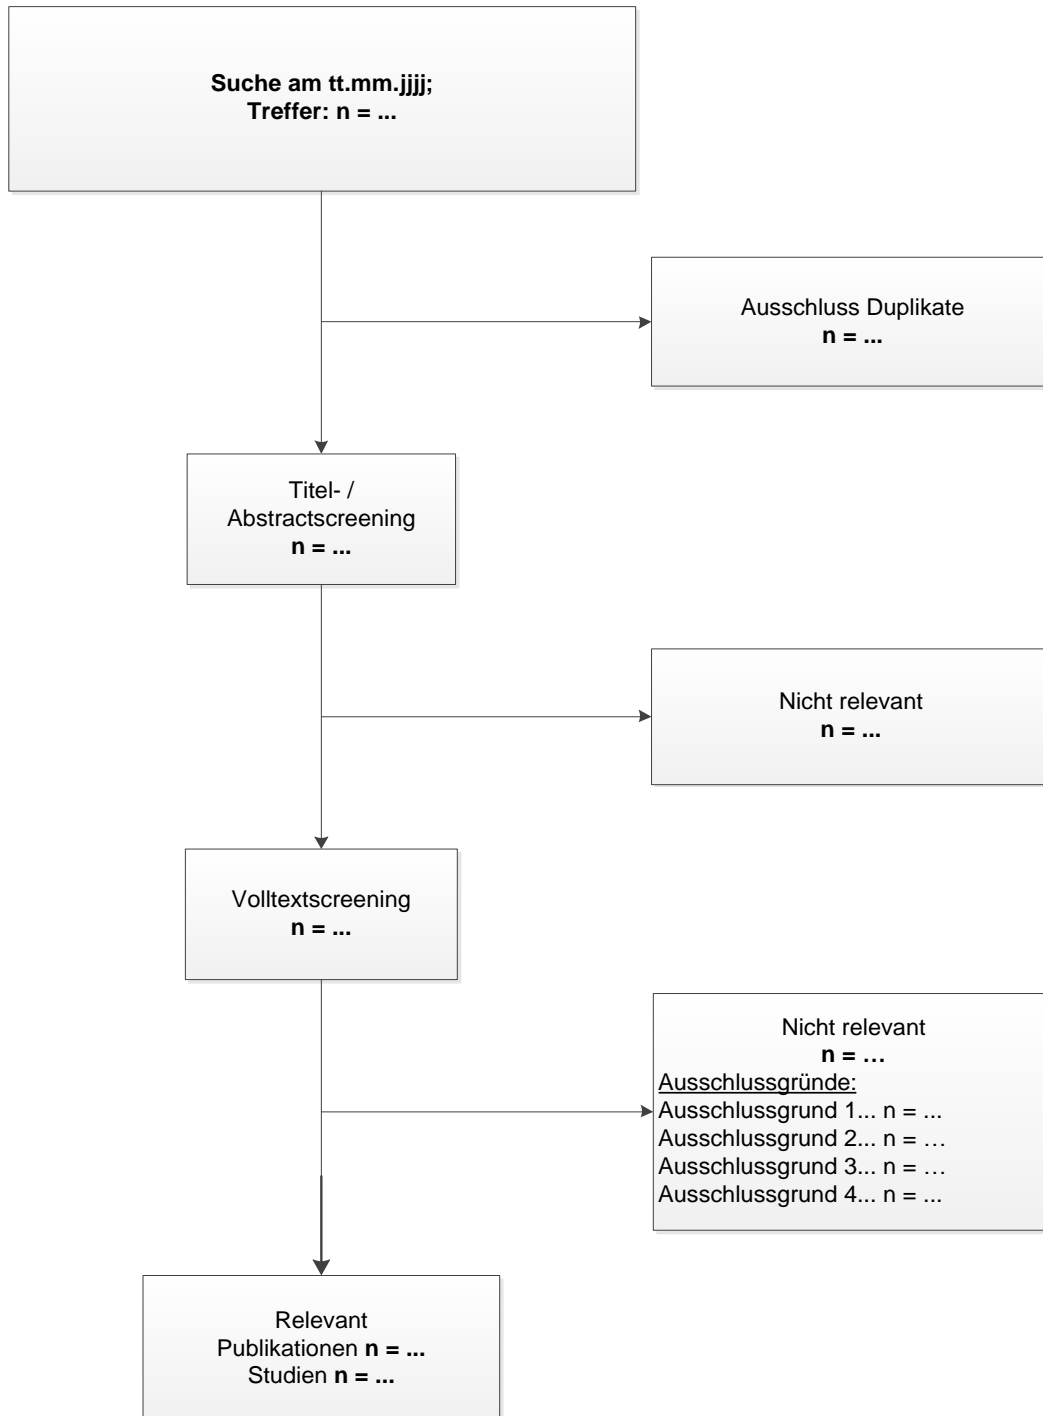 Suche am tt.mm.jjjj;
Treffer: n = ...
Ausschluss Duplikate
n = ...
Titel- /
Abstractscreening
n = ...
Nicht relevant
n = ...
Volltextscreening
n = ...
Nicht relevant
n = …
Ausschlussgründe:
Ausschlussgrund 1... n = ...
Ausschlussgrund 2... n = …
Ausschlussgrund 3... n = …
Ausschlussgrund 4... n = ...
Relevant
Publikationen n = ...
Studien n = ...